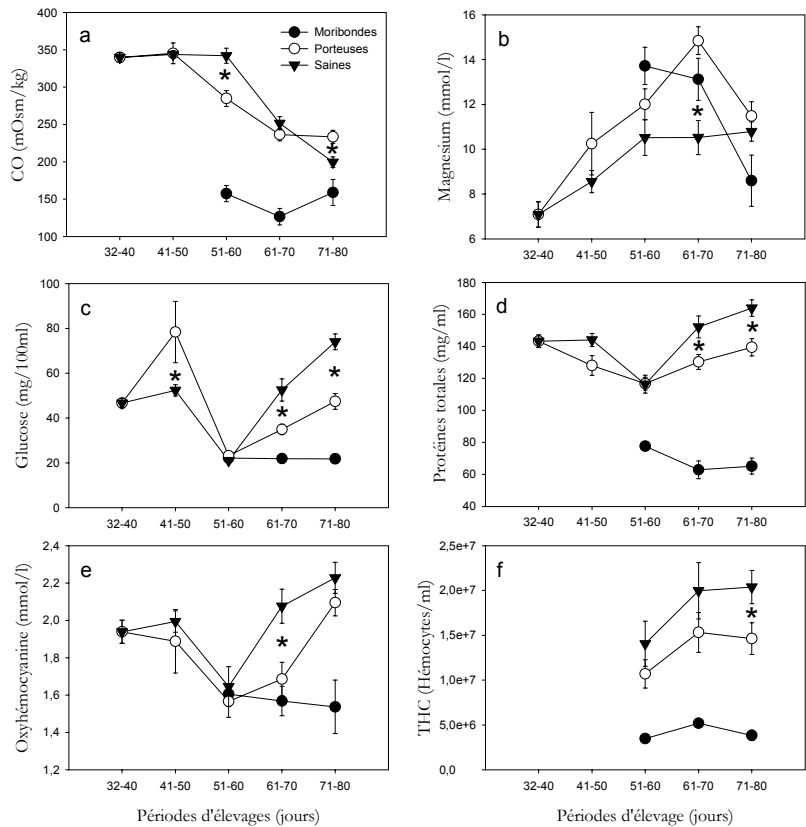 a
Moribondes
Porteuses
Saines
CO (mOsm/kg)
400
350
300
250
200
150
100
*
*
32-40 41-50 51-60 61-70 71-80
b
Magnesium (mmol/l)
16
14
12
10
8
6
*
32-40 41-50 51-60 61-70 71-80
c
Glucose (mg/100ml)
100
80
60
40
20
0
*
*
*
32-40 41-50 51-60 61-70 71-80
d
Protéines totales (mg/ml)
180
160
140
120
100
80
60
40
*
*
32-40 41-50 51-60 61-70 71-80
e
Oxyhémocyanine (mmol/l)
2,4
2,2
2,0
1,8
1,6
1,4
1,2
*
32-40 41-50 51-60 61-70 71-80
Périodes d'élevages (jours)
f
THC (Hémocytes/ml)
2,5e+7
2,0e+7
1,5e+7
1,0e+7
5,0e+6
0,0
*
32-40 41-50 51-60 61-70 71-80
Périodes d'élevage (jours)